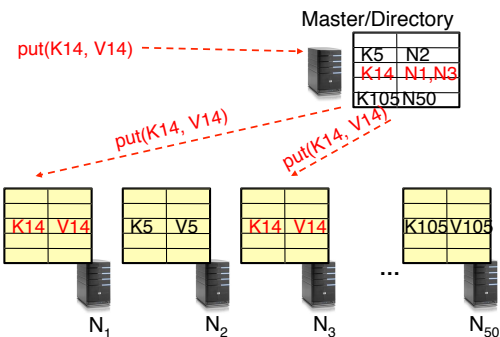 Master/Directory
put(K14, V14)
K5 N2
K14 N1,N3
K105 N50
put(K14, V14)
put(K14, V14)
K14 V14
K5 V5
K14 V14
K105 V105
...
N1
N2
N3
N50